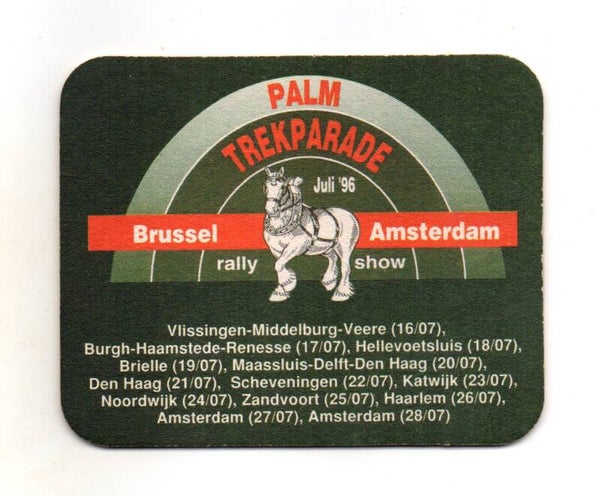 PALM
TREKPARADE
Juli '96
Brussel Amsterdam
rally show
Vlissingen-Middelburg-Veere (16/07),
Burgh-Haamstede-Renesse (17/07), Hellevoetsluis (18/07),
Brielle (19/07), Maassluis-Delft-Den Haag (20/07),
Den Haag (21/07), Scheveningen (22/07), Katwijk (23/07),
Noordwijk (24/07), Zandvoort (25/07), Haarlem (26/07),
Amsterdam (27/07), Amsterdam (28/07)